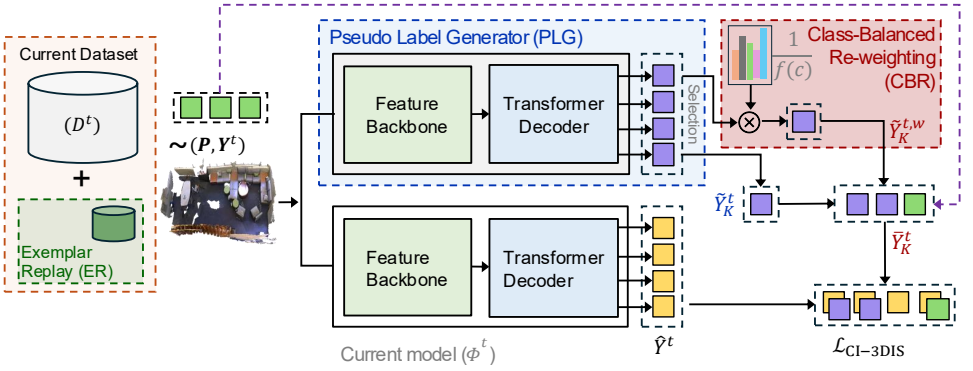 Current Dataset
(D^t)
+
Exemplar
Replay (ER)
~(P, Y^t)
Pseudo Label Generator (PLG)
Feature
Backbone
Transformer
Decoder
Selection
1
f(c)
Class-Balanced
Re-weighting
(CBR)
Ỹ_K^{t,w}
Ỹ_K^t
Ȳ_K^t
Feature
Backbone
Transformer
Decoder
Ŷ^t
Current model (Φ^t)
ℒ_CI−3DIS